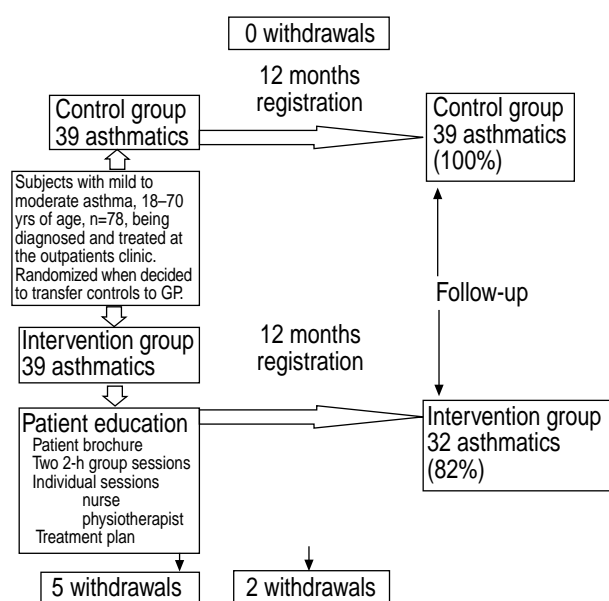 0 withdrawals
12 months
registration
Control group
39 asthmatics
Control group
39 asthmatics
(100%)
Subjects with mild to
moderate asthma, 18–70
yrs of age, n=78, being
diagnosed and treated at
the outpatients clinic.
Randomized when decided
to transfer controls to GP.
Follow-up
Intervention group
39 asthmatics
12 months
registration
Patient education
Patient brochure
Two 2-h group sessions
Individual sessions
nurse
physiotherapist
Treatment plan
Intervention group
32 asthmatics
(82%)
5 withdrawals
2 withdrawals